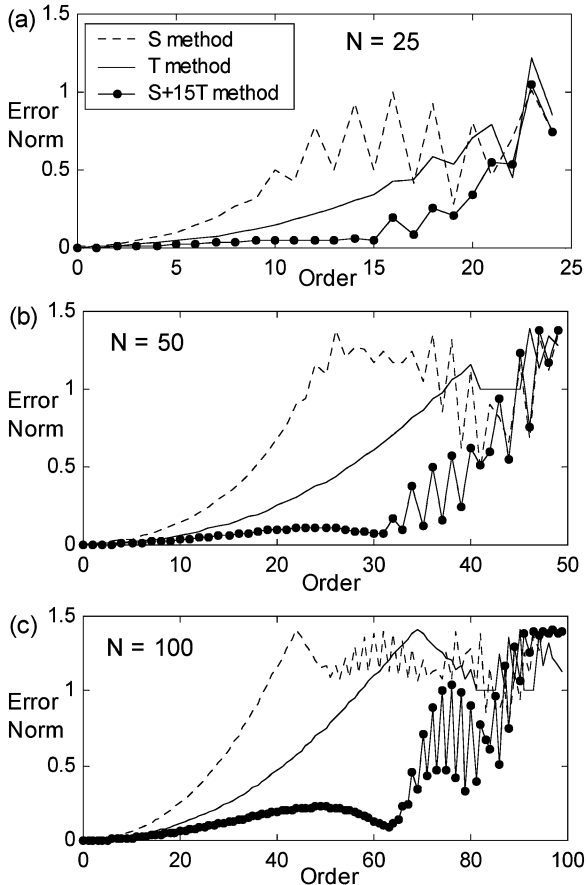 (a)
1.5
S method
T method
S+15T method
N = 25
1
Error
Norm
0.5
0
0 5 10 15 20 25
Order
(b)
1.5
N = 50
1
Error
Norm
0.5
0
0 10 20 30 40 50
Order
(c)
1.5
N = 100
1
Error
Norm
0.5
0
0 20 40 60 80 100
Order